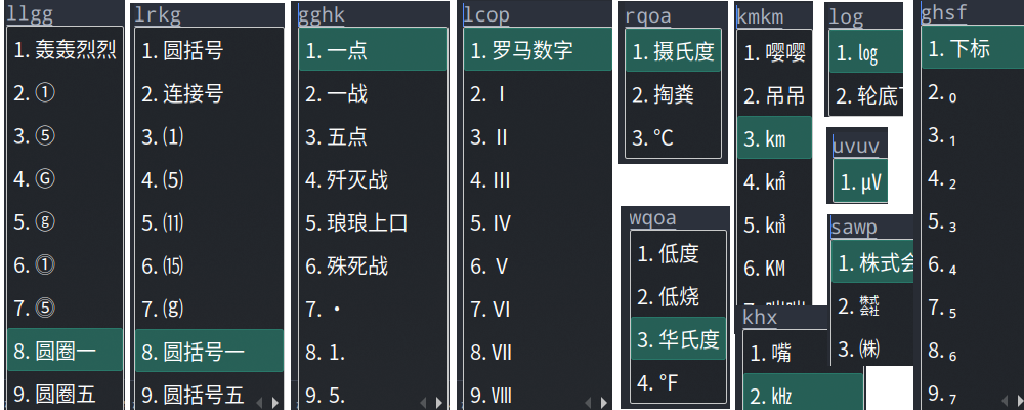 llgg
1. 轰轰烈烈
2. ①
3. ⑤
4. Ⓖ
5. ⓖ
6. ⓵
7. ⓹
8. 圆圈一
9. 圆圈五
lrkg
1. 圆括号
2. 连接号
3. ⑴
4. ⑸
5. ⑾
6. ⒂
7. ⒢
8. 圆括号一
9. 圆括号五
gghk
1. 一点
2. 一战
3. 五点
4. 歼灭战
5. 琅琅上口
6. 殊死战
7. ·
8. 1.
9. 5.
lcop
1. 罗马数字
2. Ⅰ
3. Ⅱ
4. Ⅲ
5. Ⅳ
6. Ⅴ
7. Ⅵ
8. Ⅶ
9. Ⅷ
rqoa
1. 摄氏度
2. 掏粪
3. ℃
wqoa
1. 低度
2. 低烧
3. 华氏度
4. ℉
kmkm
1. 嘤嘤
2. 吊吊
3. ㎞
4. ㎢
5. ㎦
6. ㎅
khx
1. 嘴
2. ㎑
log
1. ㏒
2. 轮底
uvuv
1. ㎶
sawp
1. 株式会
2. ㍿
3. ㈱
ghsf
1. 下标
2. ₀
3. ₁
4. ₂
5. ₃
6. ₄
7. ₅
8. ₆
9. ₇